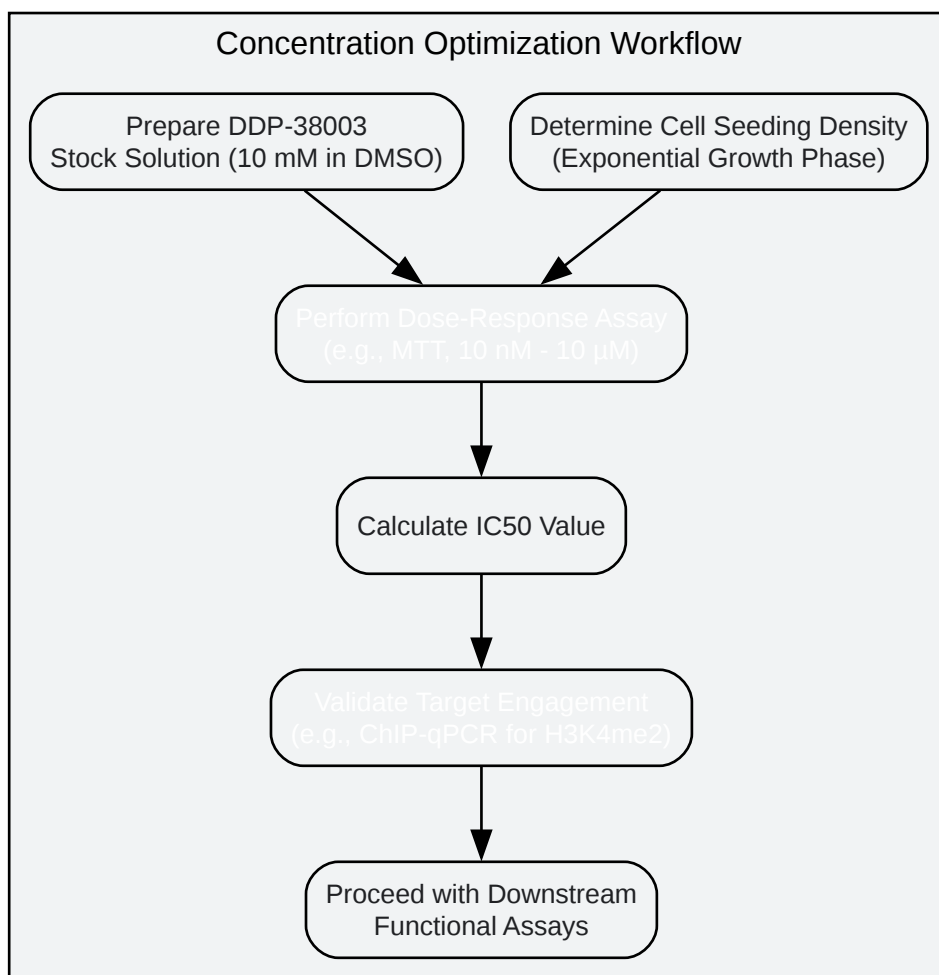 Concentration Optimization Workflow
Prepare DDP-38003
Stock Solution (10 mM in DMSO)
Determine Cell Seeding Density
(Exponential Growth Phase)
Perform Dose-Response Assay
(e.g., MTT, 10 nM - 10 µM)
Calculate IC50 Value
Validate Target Engagement
(e.g., ChIP-qPCR for H3K4me2)
Proceed with Downstream
Functional Assays